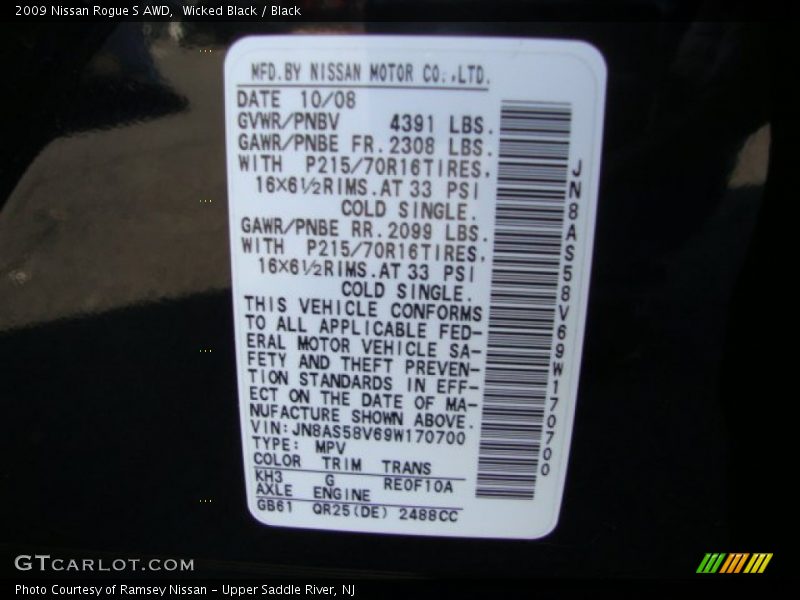 2009 Nissan Rogue S AWD,  Wicked Black / Black
MFD.BY NISSAN MOTOR CO.,LTD.
DATE 10/08
GVWR/PNBV 4391 LBS.
GAWR/PNBE FR. 2308 LBS.
WITH P215/70R16TIRES.
16×6½RIMS.AT 33 PSI
COLD SINGLE.
GAWR/PNBE RR. 2099 LBS.
WITH P215/70R16TIRES.
16×6½RIMS.AT 33 PSI
COLD SINGLE.
THIS VEHICLE CONFORMS
TO ALL APPLICABLE FED-
ERAL MOTOR VEHICLE SA-
FETY AND THEFT PREVEN-
TION STANDARDS IN EFF-
ECT ON THE DATE OF MA-
NUFACTURE SHOWN ABOVE.
VIN:JN8AS58V69W170700
TYPE: MPV
COLOR TRIM TRANS
KH3 G RE0F10A
AXLE ENGINE
GB61 QR25(DE) 2488CC
JN8AS58V69W170700
GTCARLOT.COM
Photo Courtesy of Ramsey Nissan - Upper Saddle River, NJ